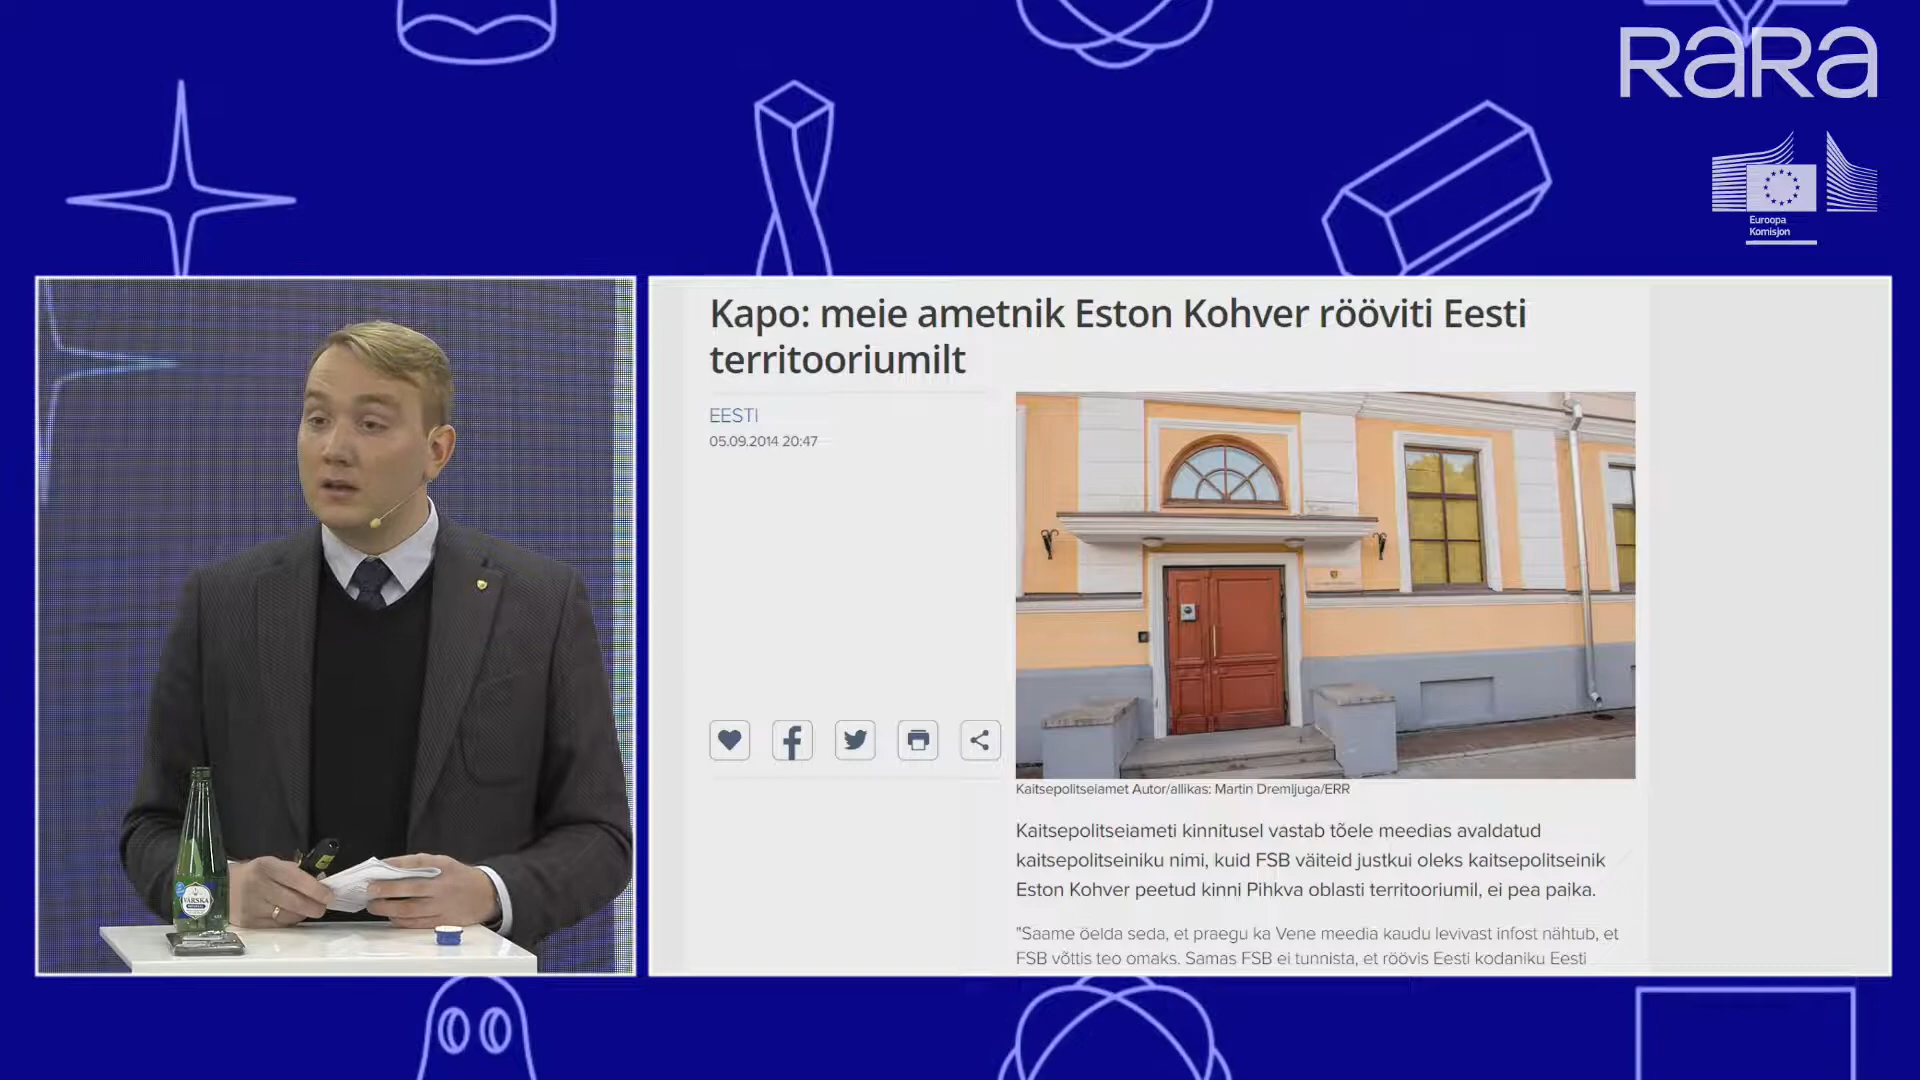 RaRa
Euroopa
Komisjon
Kapo: meie ametnik Eston Kohver rööviti Eesti
territooriumilt
EESTI
05.09.2014 20:47
Kaitsepolitseiamet Autor/allikas: Martin Dremljuga/ERR
Kaitsepolitseiameti kinnitusel vastab tõele meedias avaldatud
kaitsepolitseiniku nimi, kuid FSB väiteid justkui oleks kaitsepolitseinik
Eston Kohver peetud kinni Pihkva oblasti territooriumil, ei pea paika.
"Saame öelda seda, et praegu ka Vene meedia kaudu levivast infost nähtub, et
FSB võttis teo omaks. Samas FSB ei tunnista, et röövis Eesti kodaniku Eesti
VÄRSKA